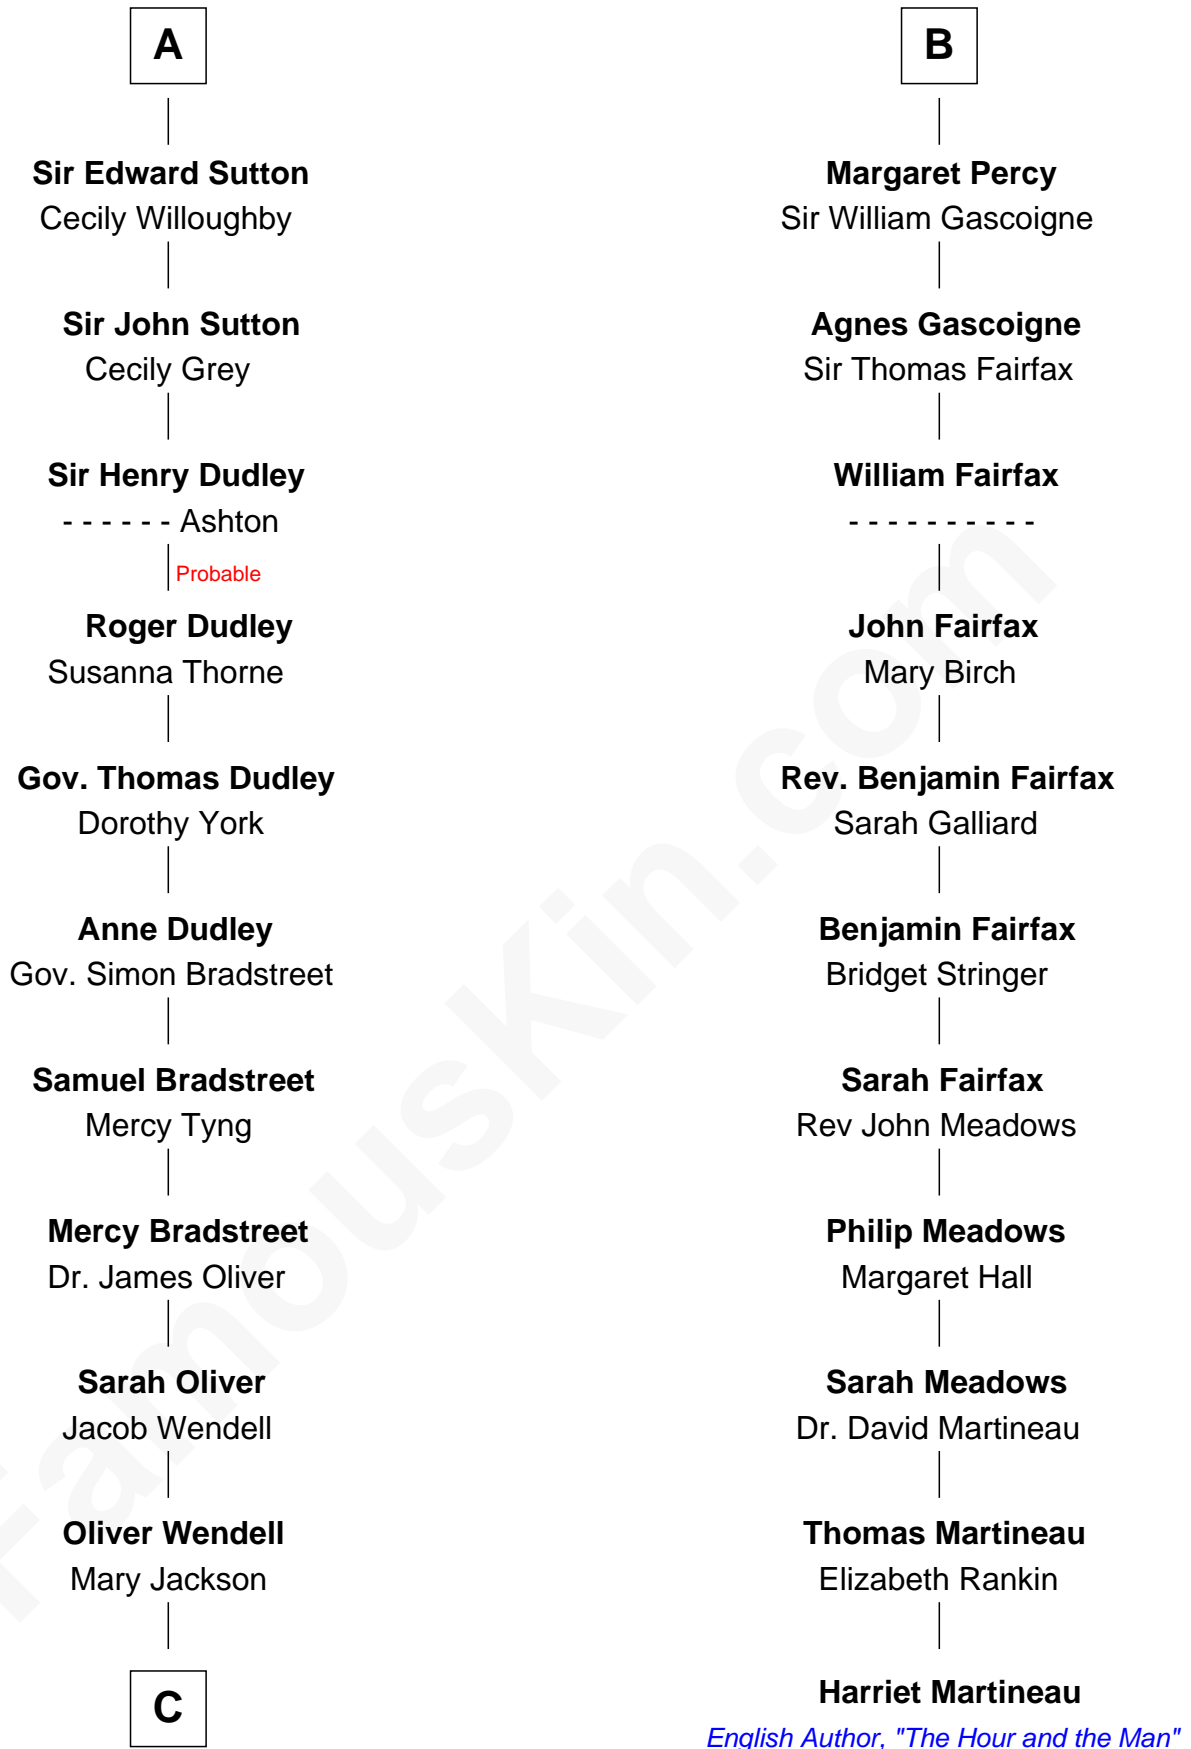 A
Sir Edward Sutton
Cecily Willoughby
Sir John Sutton
Cecily Grey
Sir Henry Dudley
- - - - - - Ashton
Probable
Roger Dudley
Susanna Thorne
Gov. Thomas Dudley
Dorothy York
Anne Dudley
Gov. Simon Bradstreet
Samuel Bradstreet
Mercy Tyng
Mercy Bradstreet
Dr. James Oliver
Sarah Oliver
Jacob Wendell
Oliver Wendell
Mary Jackson
C
B
Margaret Percy
Sir William Gascoigne
Agnes Gascoigne
Sir Thomas Fairfax
William Fairfax
- - - - - - - - - -
John Fairfax
Mary Birch
Rev. Benjamin Fairfax
Sarah Galliard
Benjamin Fairfax
Bridget Stringer
Sarah Fairfax
Rev John Meadows
Philip Meadows
Margaret Hall
Sarah Meadows
Dr. David Martineau
Thomas Martineau
Elizabeth Rankin
Harriet Martineau
English Author, "The Hour and the Man"
FamousKin.com